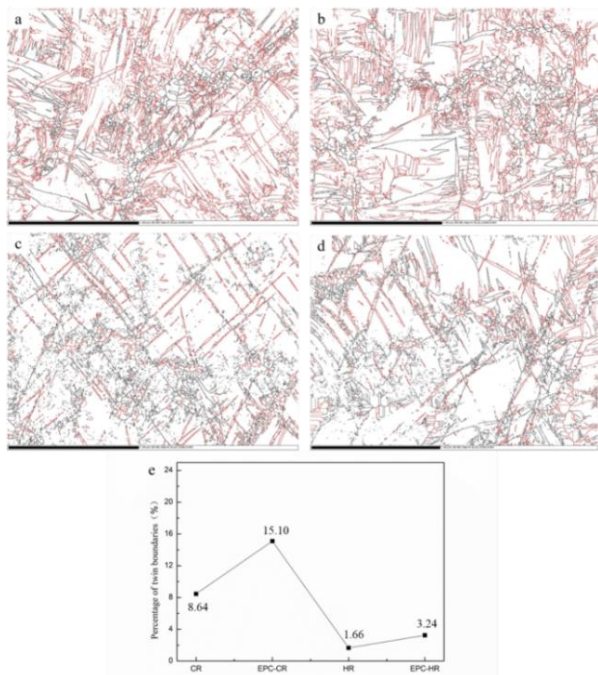 a
b
c
d
e
Percentage of twin boundaries (%)
24
20
16
12
8
4
0
8.64
15.10
1.66
3.24
CR
EPC-CR
HR
EPC-HR